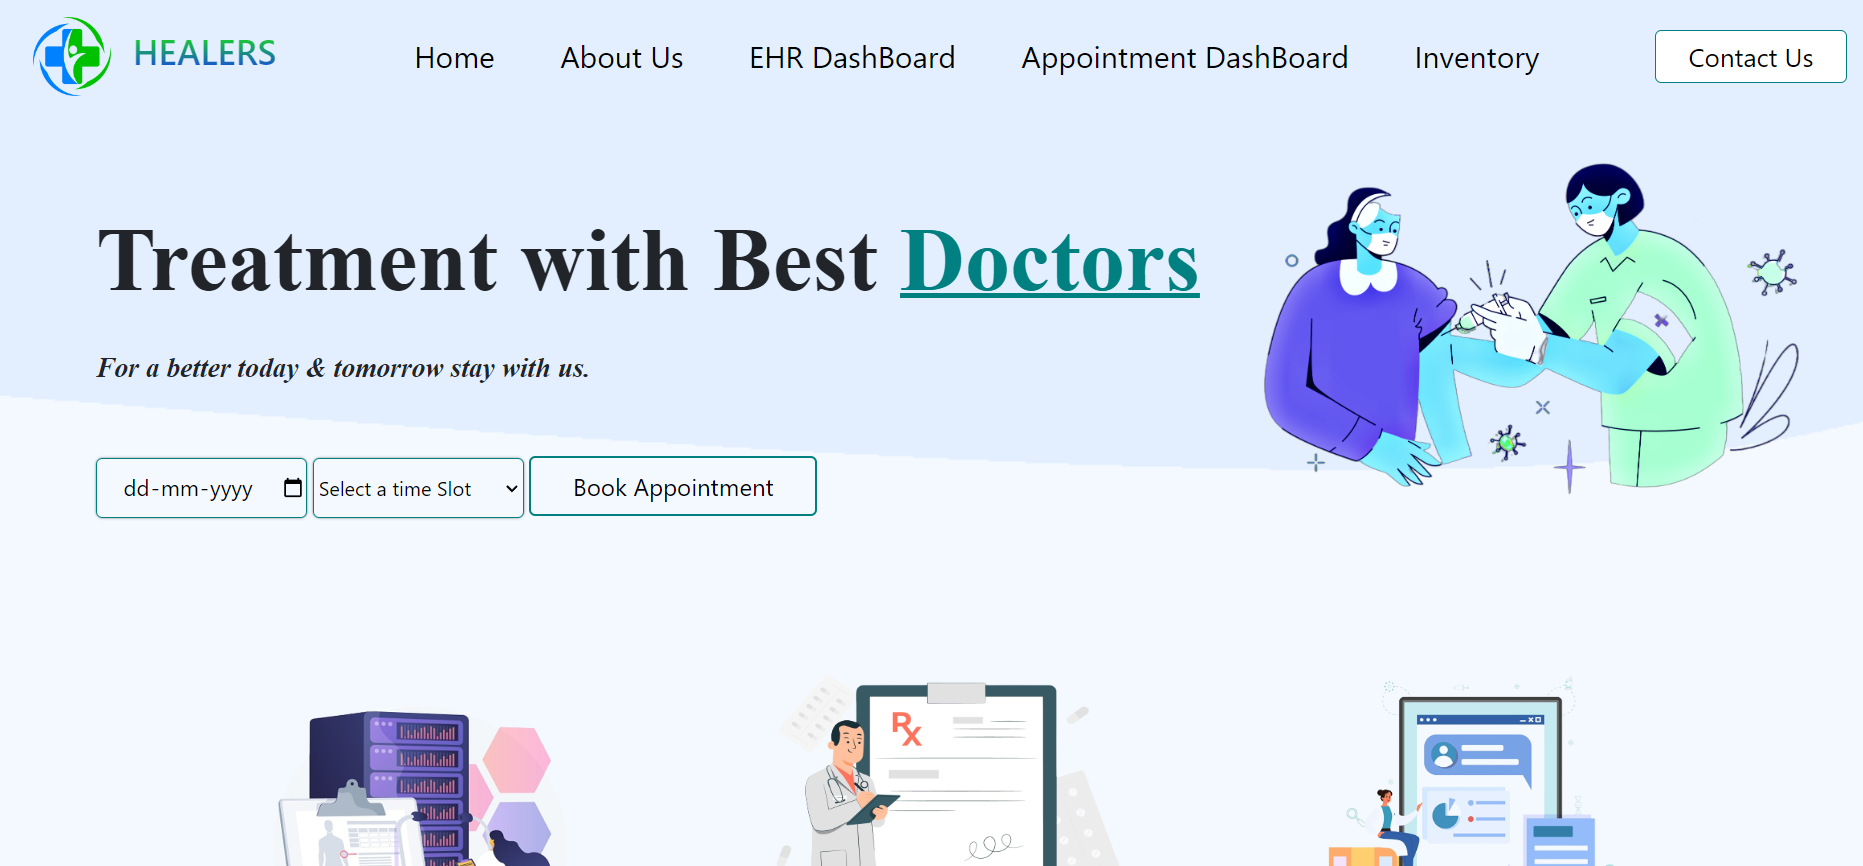 HEALERS
Home
About Us
EHR DashBoard
Appointment DashBoard
Inventory
Contact Us
Treatment with Best Doctors
For a better today & tomorrow stay with us.
dd-mm-yyyy
Select a time Slot
Book Appointment
Rx